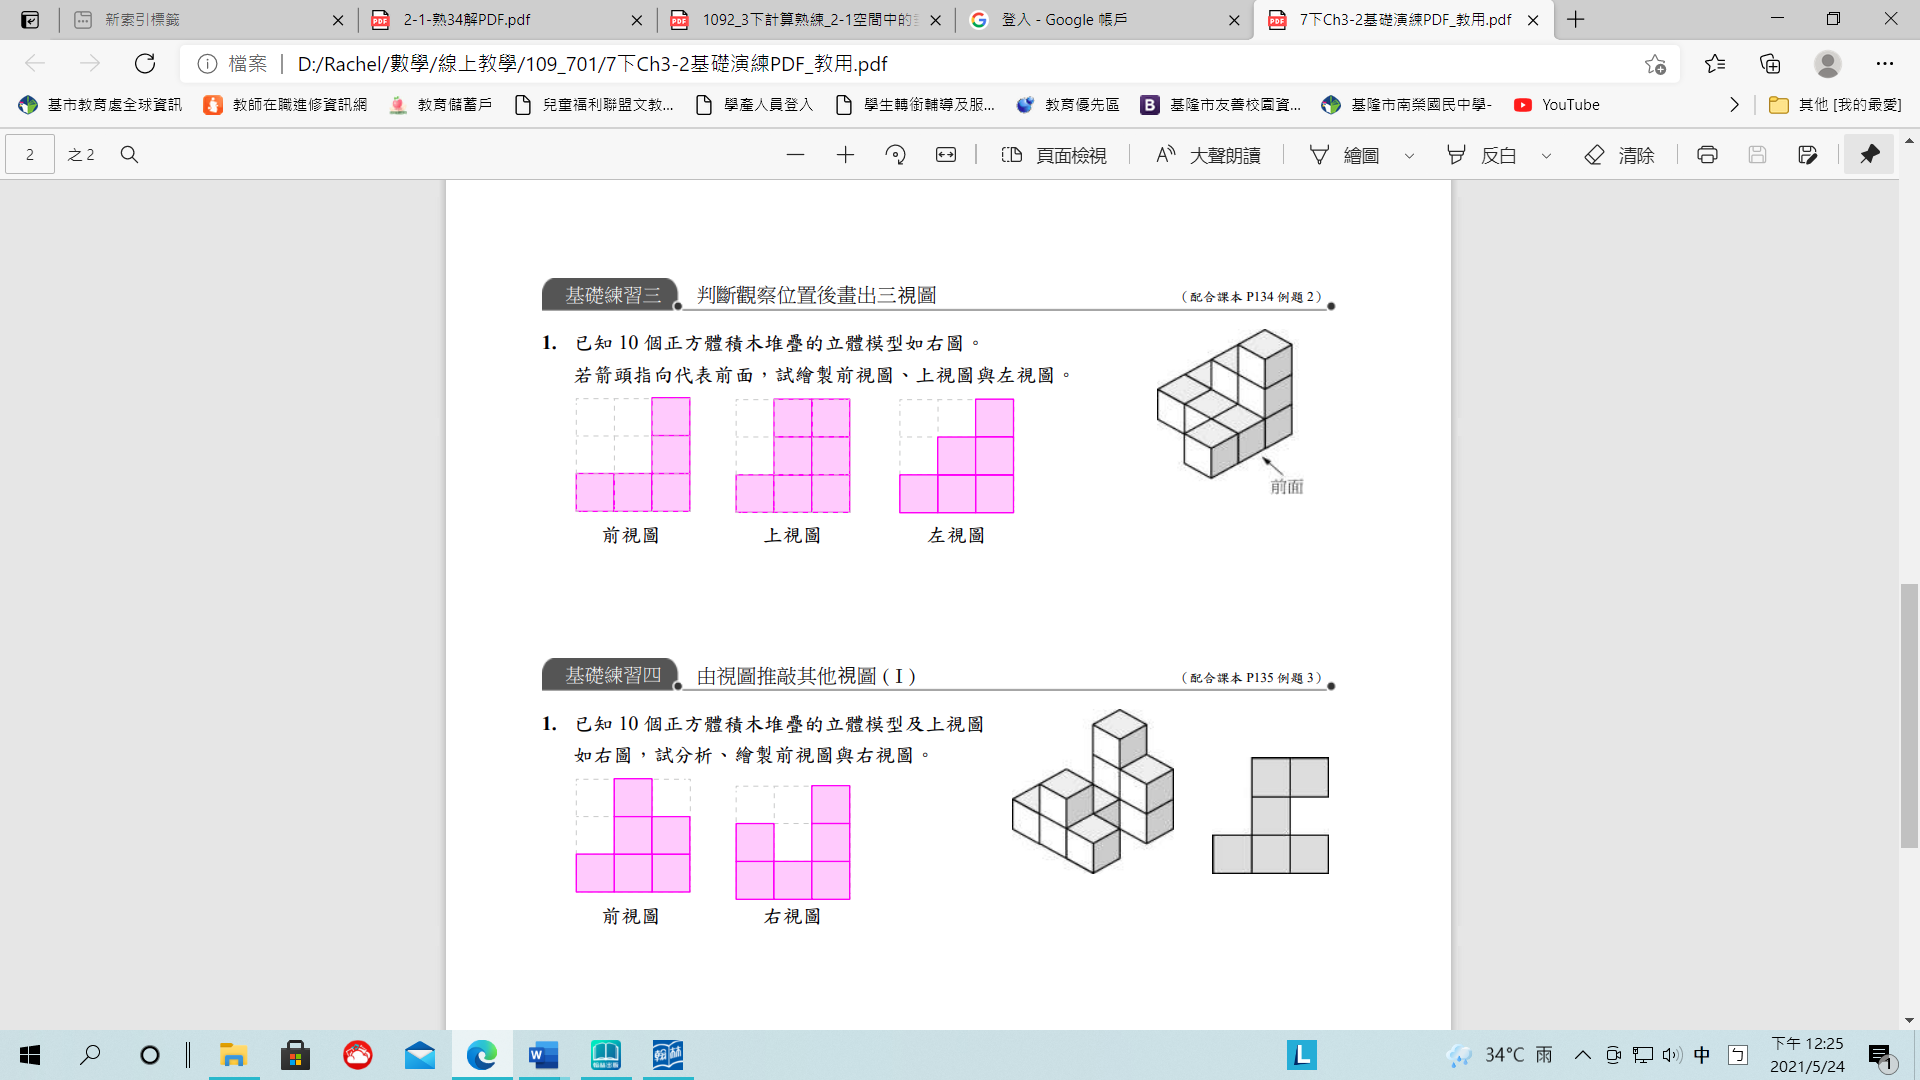 新索引標籤
2-1-熟34解PDF.pdf
1092_3下計算熟練_2-1空間中的
登入 - Google 帳戶
7下Ch3-2基礎演練PDF_教用.pdf
檔案 | D:/Rachel/數學/線上教學/109_701/7下Ch3-2基礎演練PDF_教用.pdf
基市教育處全球資訊 教師在職進修資訊網 教育儲蓄戶 兒童福利聯盟文教... 學產人員登入 學生轉銜輔導及服... 教育優先區 基隆市友善校園資... 基隆市南榮國民中學- YouTube 其他 [我的最愛]
2 之 2 頁面檢視 大聲朗讀 繪圖 反白 清除
基礎練習三 判斷觀察位置後畫出三視圖 (配合課本 P134 例題 2)
1. 已知 10 個正方體積木堆疊的立體模型如右圖。
若箭頭指向代表前面，試繪製前視圖、上視圖與左視圖。
前面
前視圖 上視圖 左視圖
基礎練習四 由視圖推敲其他視圖 ( I ) (配合課本 P135 例題 3)
1. 已知 10 個正方體積木堆疊的立體模型及上視圖
如右圖，試分析、繪製前視圖與右視圖。
前視圖 右視圖
翰林
L
34°C 雨
中
ㄅ
下午 12:25
2021/5/24
1